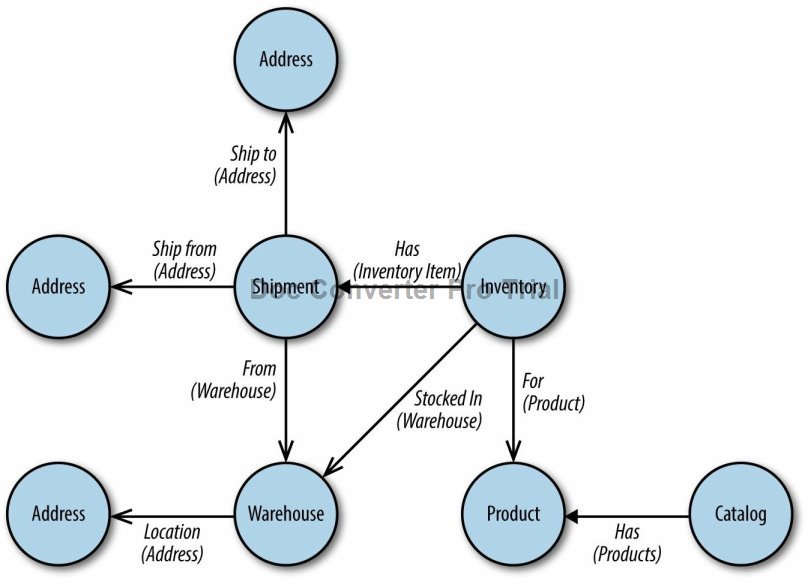 Address
Ship to
(Address)
Ship from
(Address)
Has
(Inventory Item)
Address
Shipment
Inventory
Doc Converter Pro Trial
From
(Warehouse)
Stocked In
(Warehouse)
For
(Product)
Address
Warehouse
Product
Catalog
Location
(Address)
Has
(Products)